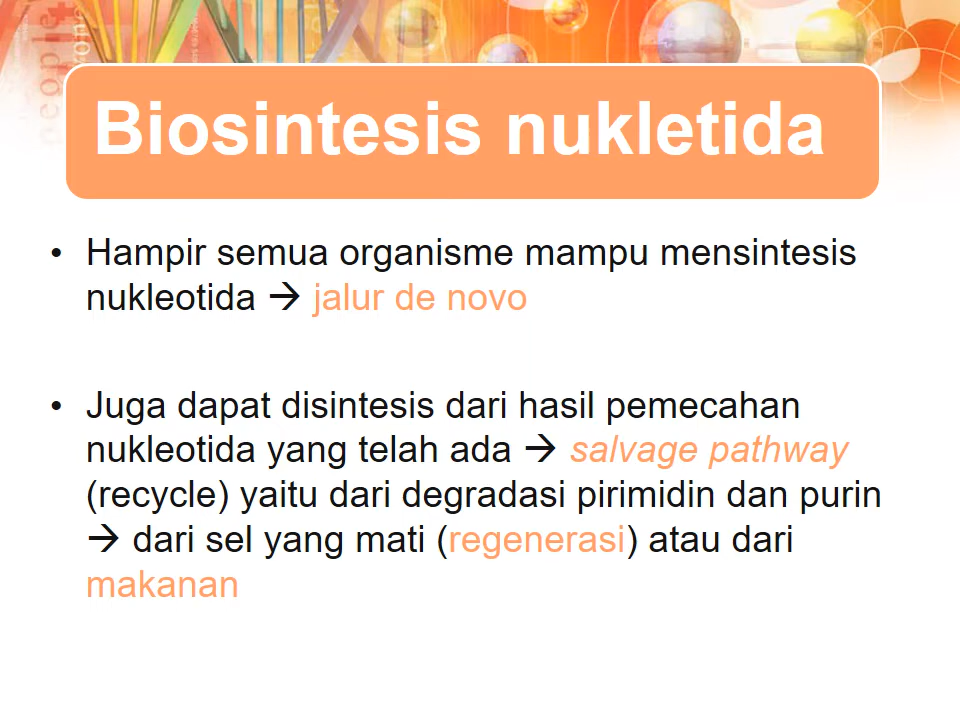 Biosintesis nukletida
• Hampir semua organisme mampu mensintesis
nukleotida → jalur de novo
• Juga dapat disintesis dari hasil pemecahan
nukleotida yang telah ada → salvage pathway
(recycle) yaitu dari degradasi pirimidin dan purin
→ dari sel yang mati (regenerasi) atau dari
makanan